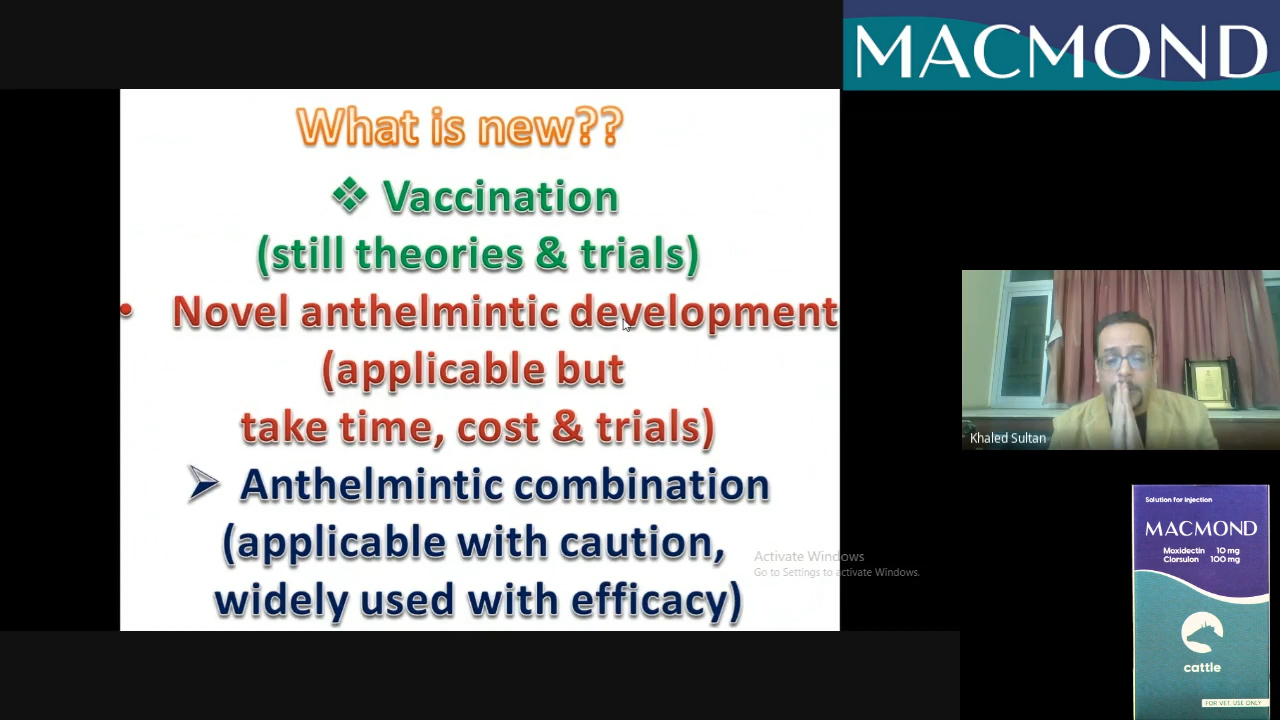 MACMOND
What is new??
❖ Vaccination
(still theories & trials)
• Novel anthelmintic development
(applicable but
take time, cost & trials)
➢ Anthelmintic combination
(applicable with caution,
widely used with efficacy)
Activate Windows
Go to Settings to activate Windows.
Khaled Sultan
Solution for Injection
MACMOND
Moxidectin 10 mg
Clorsulon 100 mg
cattle
FOR VET. USE ONLY